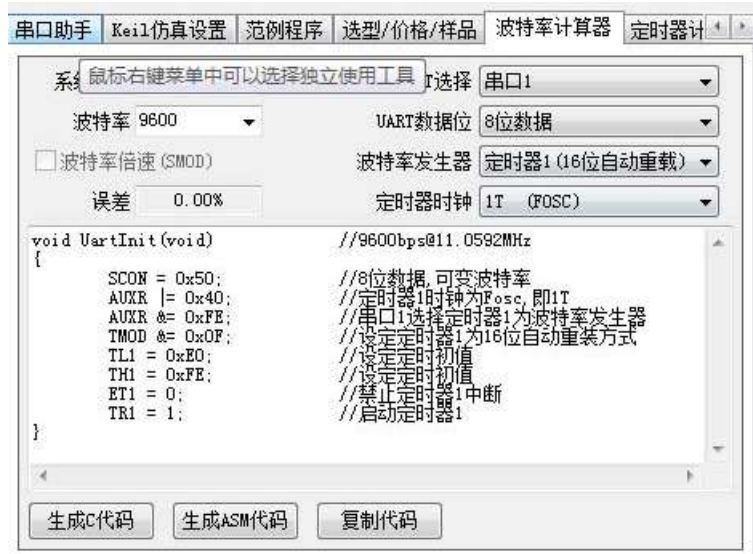 串口助手 Keil仿真设置 范例程序 选型/价格/样品 波特率计算器 定时器计
系 鼠标右键菜单中可以选择独立使用工具 T选择 串口1
波特率 9600 UART数据位 8位数据
波特率倍速(SMOD) 波特率发生器 定时器1(16位自动重载)
误差 0.00% 定时器时钟 1T (FOSC)
void UartInit(void) //9600bps@11.0592MHz
{
SCON = 0x50; //8位数据,可变波特率
AUXR |= 0x40; //定时器1时钟为Fosc,即1T
AUXR &= 0xFE; //串口1选择定时器1为波特率发生器
TMOD &= 0x0F; //设定定时器1为16位自动重装方式
TL1 = 0xE0; //设定定时初值
TH1 = 0xFE; //设定定时初值
ET1 = 0; //禁止定时器1中断
TR1 = 1; //启动定时器1
}
生成C代码 生成ASM代码 复制代码